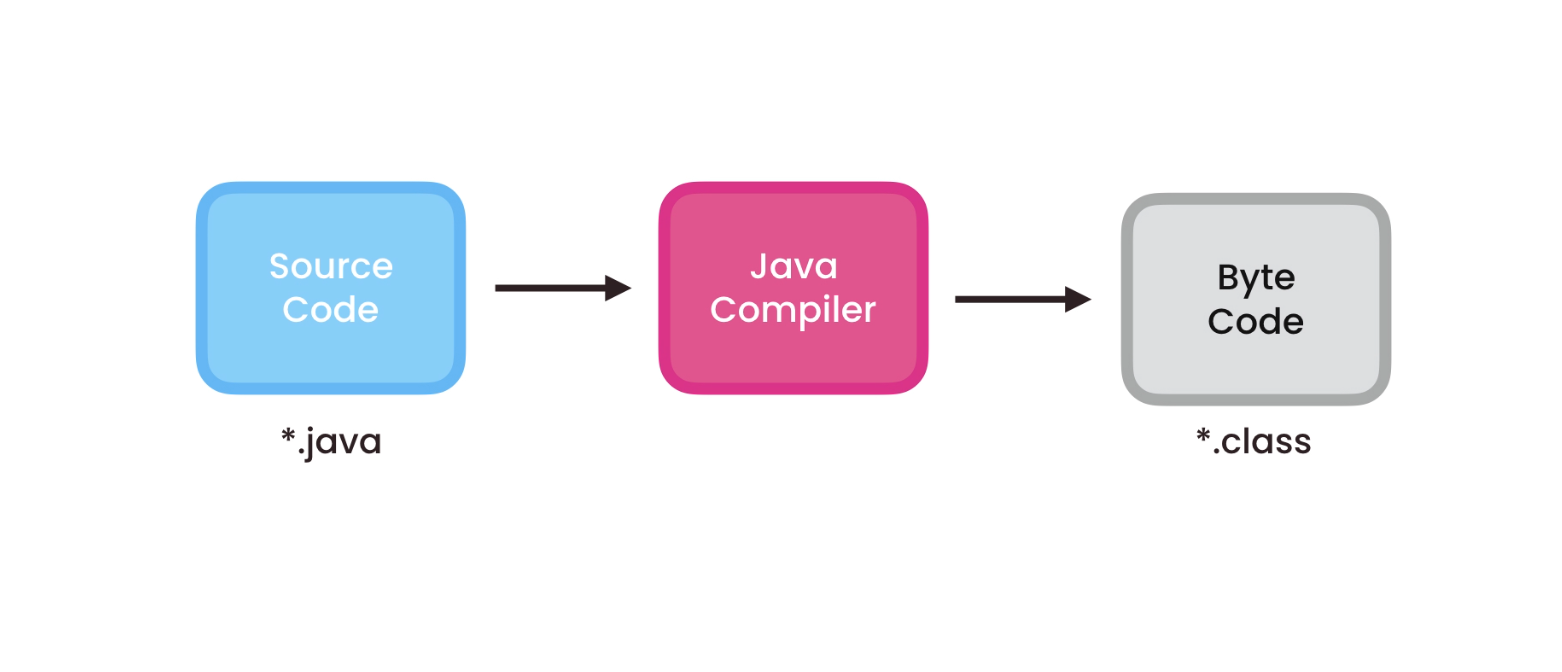 Source
Code
Java
Compiler
Byte
Code
*.java
*.class